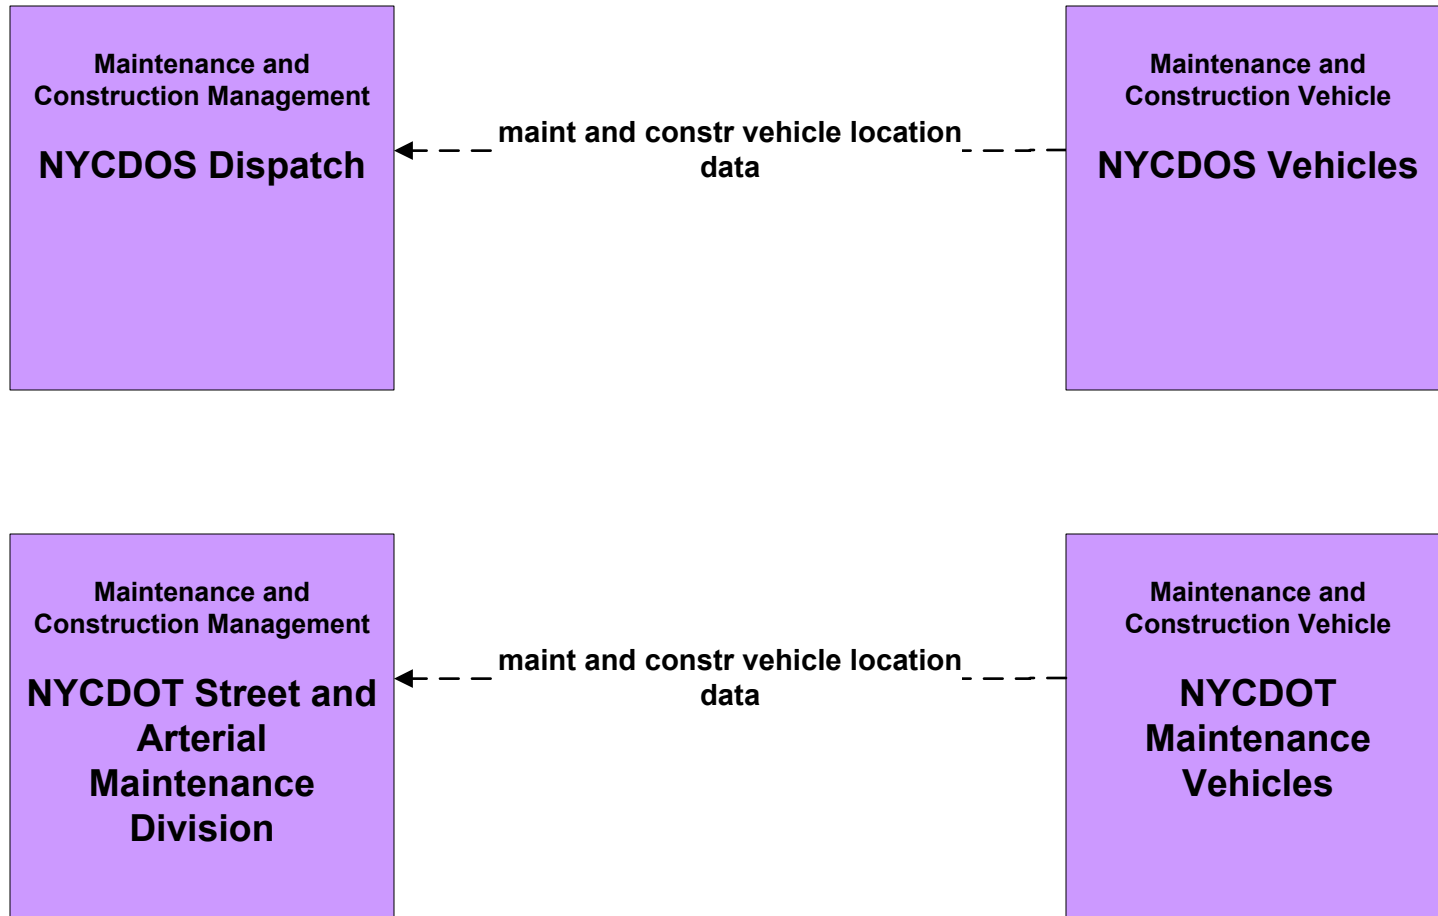 Maintenance and
Construction Management
NYCDOS Dispatch
maint and constr vehicle location
data
Maintenance and
Construction Vehicle
NYCDOS Vehicles
Maintenance and
Construction Management
NYCDOT Street and
Arterial
Maintenance
Division
maint and constr vehicle location
data
Maintenance and
Construction Vehicle
NYCDOT
Maintenance
Vehicles